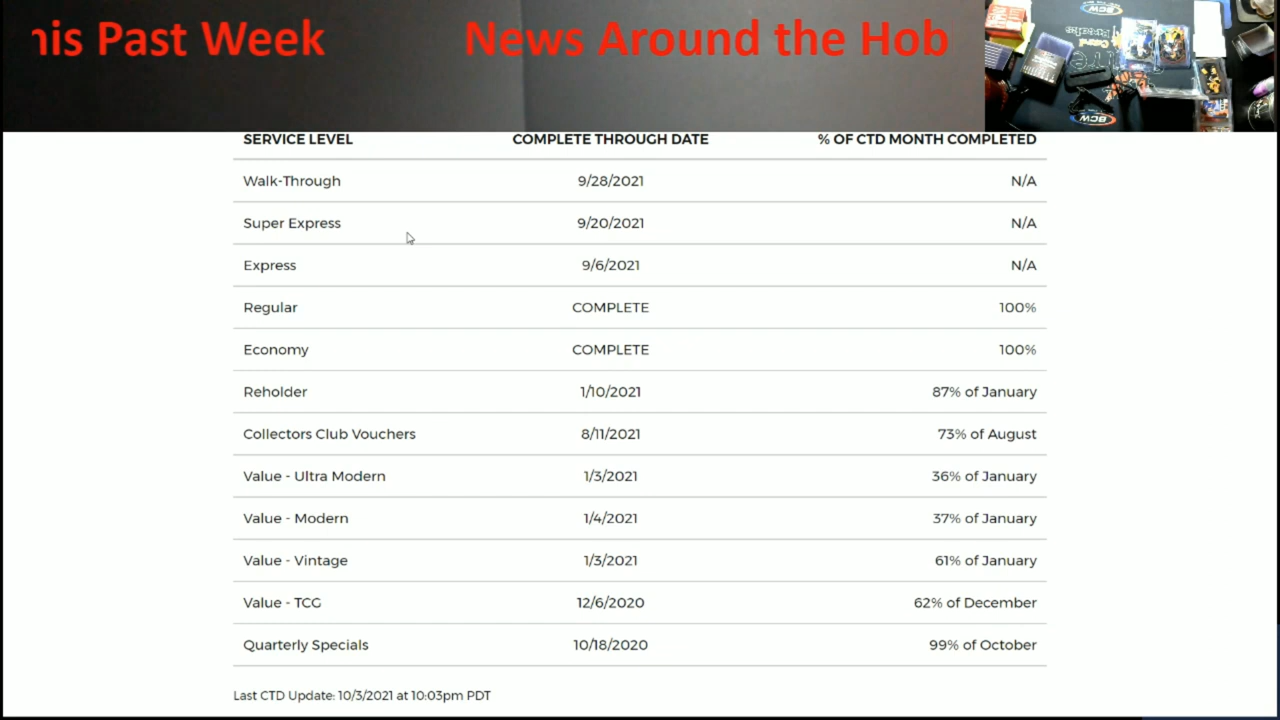 his Past Week News Around the Hob
SERVICE LEVEL COMPLETE THROUGH DATE % OF CTD MONTH COMPLETED
Walk-Through 9/28/2021 N/A
Super Express 9/20/2021 N/A
Express 9/6/2021 N/A
Regular COMPLETE 100%
Economy COMPLETE 100%
Reholder 1/10/2021 87% of January
Collectors Club Vouchers 8/11/2021 73% of August
Value - Ultra Modern 1/3/2021 36% of January
Value - Modern 1/4/2021 37% of January
Value - Vintage 1/3/2021 61% of January
Value - TCG 12/6/2020 62% of December
Quarterly Specials 10/18/2020 99% of October
Last CTD Update: 10/3/2021 at 10:03pm PDT
BCW
BCW